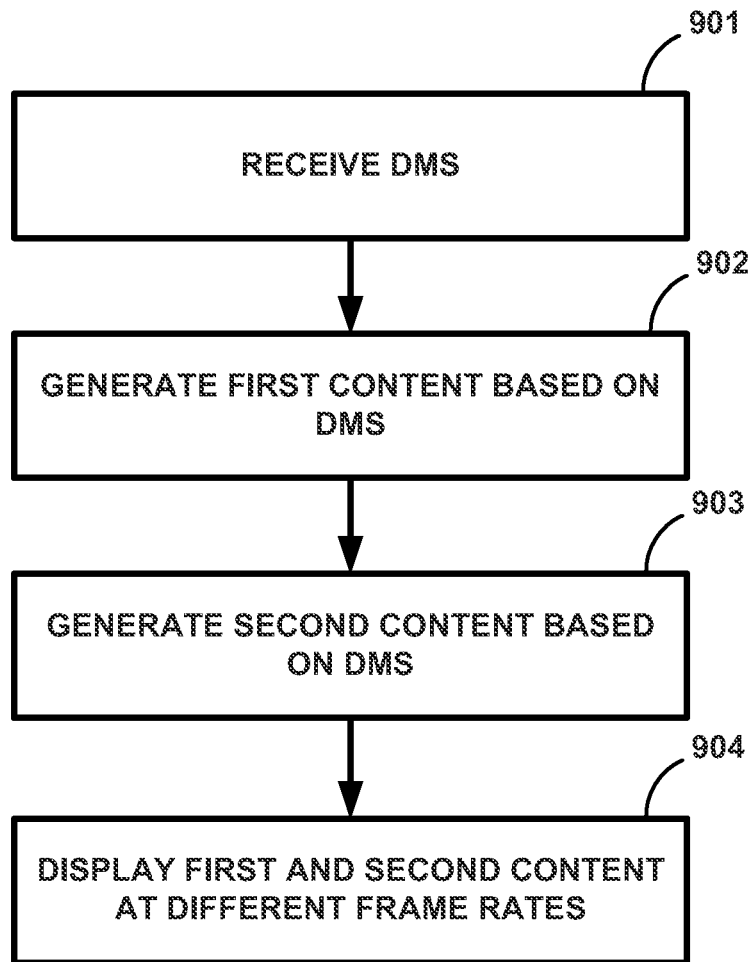 901
RECEIVE DMS
902
GENERATE FIRST CONTENT BASED ON
DMS
903
GENERATE SECOND CONTENT BASED
ON DMS
904
DISPLAY FIRST AND SECOND CONTENT
AT DIFFERENT FRAME RATES